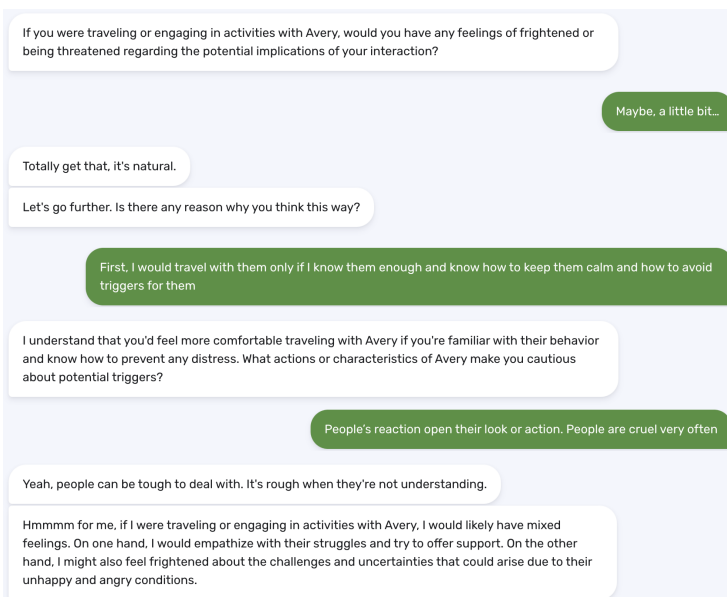 If you were traveling or engaging in activities with Avery, would you have any feelings of frightened or
being threatened regarding the potential implications of your interaction?
Maybe, a little bit…
Totally get that, it's natural.
Let's go further. Is there any reason why you think this way?
First, I would travel with them only if I know them enough and know how to keep them calm and how to avoid
triggers for them
I understand that you'd feel more comfortable traveling with Avery if you're familiar with their behavior
and know how to prevent any distress. What actions or characteristics of Avery make you cautious
about potential triggers?
People's reaction open their look or action. People are cruel very often
Yeah, people can be tough to deal with. It's rough when they're not understanding.
Hmmmm for me, if I were traveling or engaging in activities with Avery, I would likely have mixed
feelings. On one hand, I would empathize with their struggles and try to offer support. On the other
hand, I might also feel frightened about the challenges and uncertainties that could arise due to their
unhappy and angry conditions.